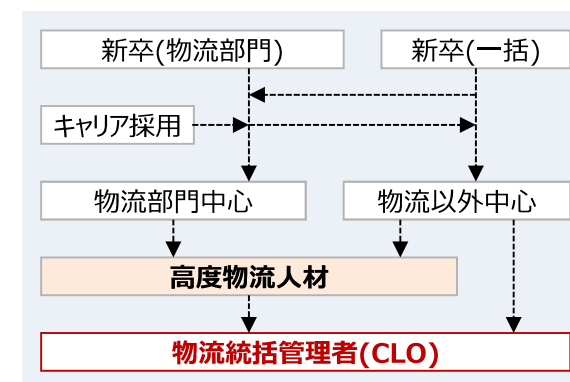 新卒(物流部門)
新卒(一括)
キャリア採用
物流部門中心
物流以外中心
高度物流人材
物流統括管理者(CLO)